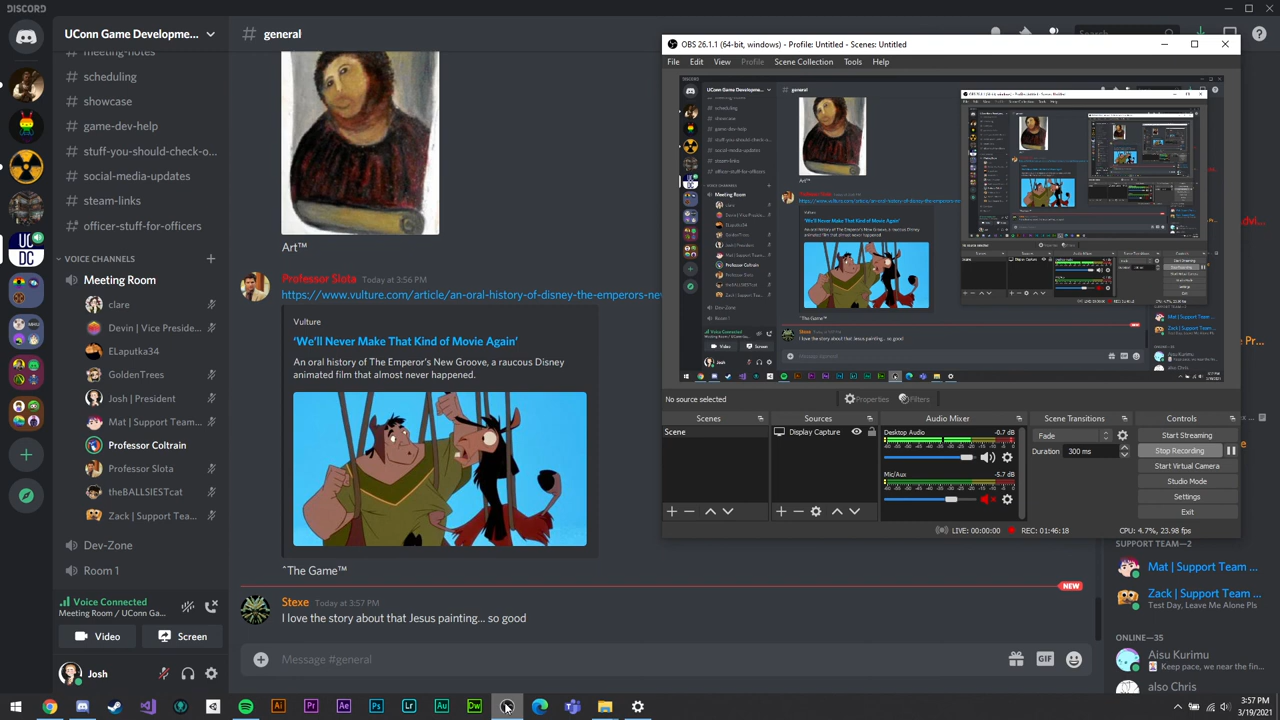 DISCORD
UConn Game Developme...
meeting-notes
scheduling
showcase
game-dev-help
stuff-you-should-check-o...
social-media-updates
steam-links
officer-stuff-for-officers
VOICE CHANNELS
Meeting Room
clare
Darin | Vice Preside...
ELaputka34
GoldenTrees
Josh | President
Mat | Support Team...
Professor Coltrain
Professor Slota
theBALLSIESTcat
Zack | Support Tea...
Dev-Zone
Room 1
Voice Connected
Meeting Room / UConn Ga...
Video
Screen
Josh
# general
Search
Art™
Professor Slota Today at 3:56 PM
https://www.vulture.com/article/an-oral-history-of-disney-the-emperors-ne
Vulture
‘We’ll Never Make That Kind of Movie Again’
An oral history of The Emperor's New Groove, a raucous Disney
animated film that almost never happened.
^The Game™
NEW
Stexe Today at 3:57 PM
I love the story about that Jesus painting... so good
Message #general
GIF
OBS 26.1.1 (64-bit, windows) - Profile: Untitled - Scenes: Untitled
File Edit View Profile Scene Collection Tools Help
No source selected
Properties
Filters
Scenes
Scene
Sources
Display Capture
Audio Mixer
Desktop Audio -0.7 dB
Mic/Aux -5.7 dB
Scene Transitions
Fade
Duration 300 ms
Controls
Start Streaming
Stop Recording
Start Virtual Camera
Studio Mode
Settings
Exit
LIVE: 00:00:00
REC: 01:46:18
CPU: 4.7%, 23.98 fps
SUPPORT TEAM—2
Mat | Support Team ...
Zack | Support Team ...
Test Day, Leave Me Alone Pls
ONLINE—35
Aisu Kurimu
Keep pace, we near the fin...
also Chris
3:57 PM
3/19/2021